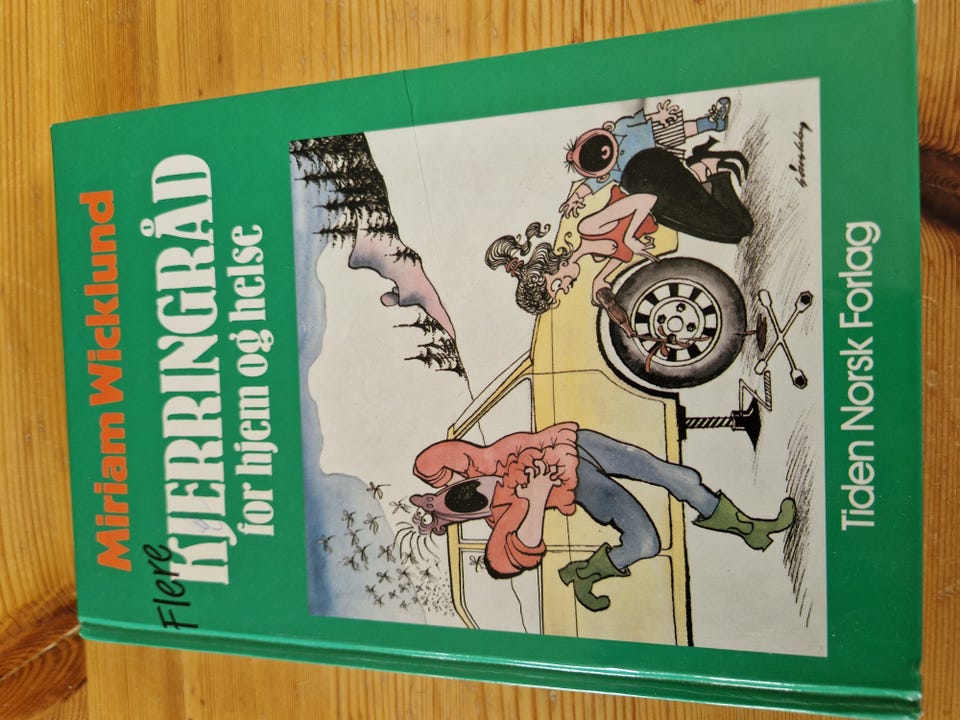 Miriam Wicklund
Flere
KJERRINGRÅD
for hjem og helse
Tiden Norsk Forlag